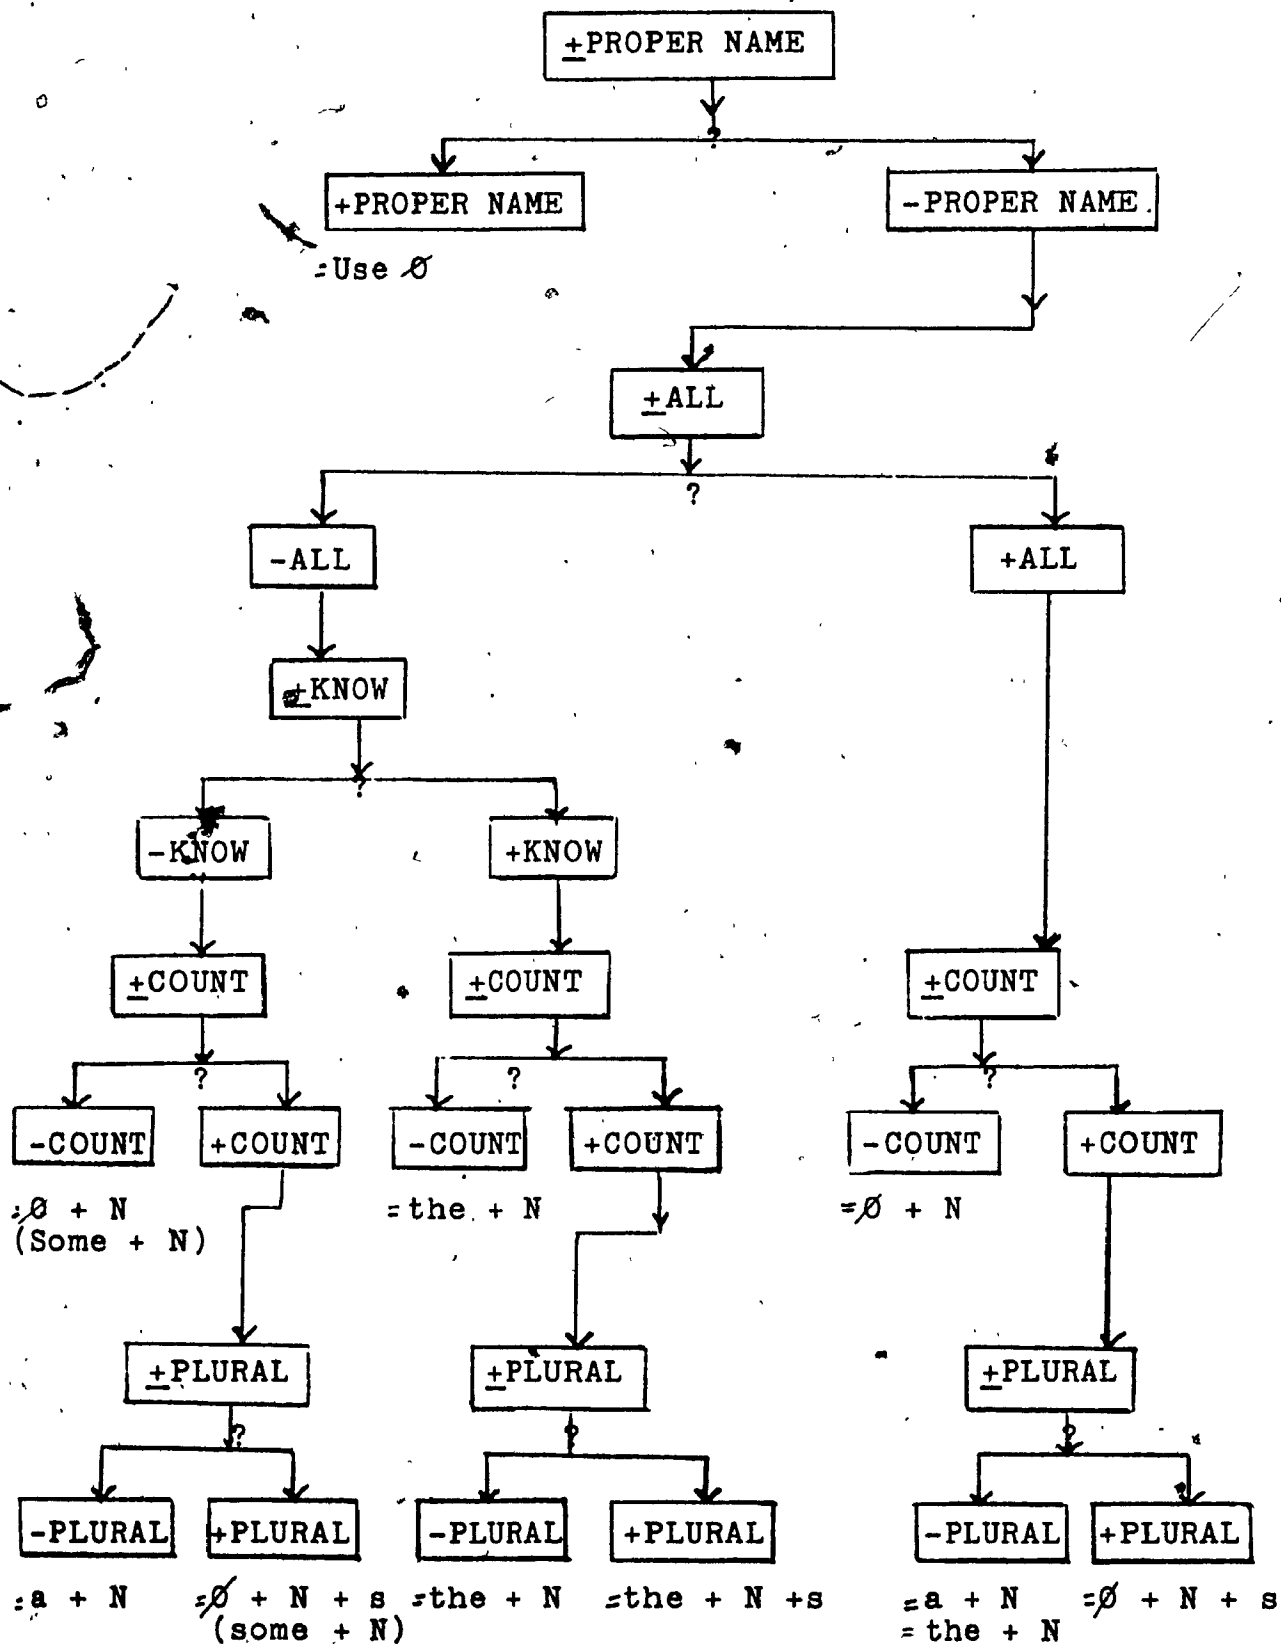 ±PROPER NAME
?
+PROPER NAME -PROPER NAME
=Use Ø
±ALL
?
-ALL +ALL
±KNOW
?
-KNOW +KNOW
±COUNT ±COUNT ±COUNT
? ? ?
-COUNT +COUNT -COUNT +COUNT -COUNT +COUNT
=Ø + N =the + N =Ø + N
(Some + N)
±PLURAL ±PLURAL ±PLURAL
? ? ?
-PLURAL +PLURAL -PLURAL +PLURAL -PLURAL +PLURAL
=a + N =Ø + N + s =the + N =the + N +s =a + N =Ø + N + s
(some + N) =the + N